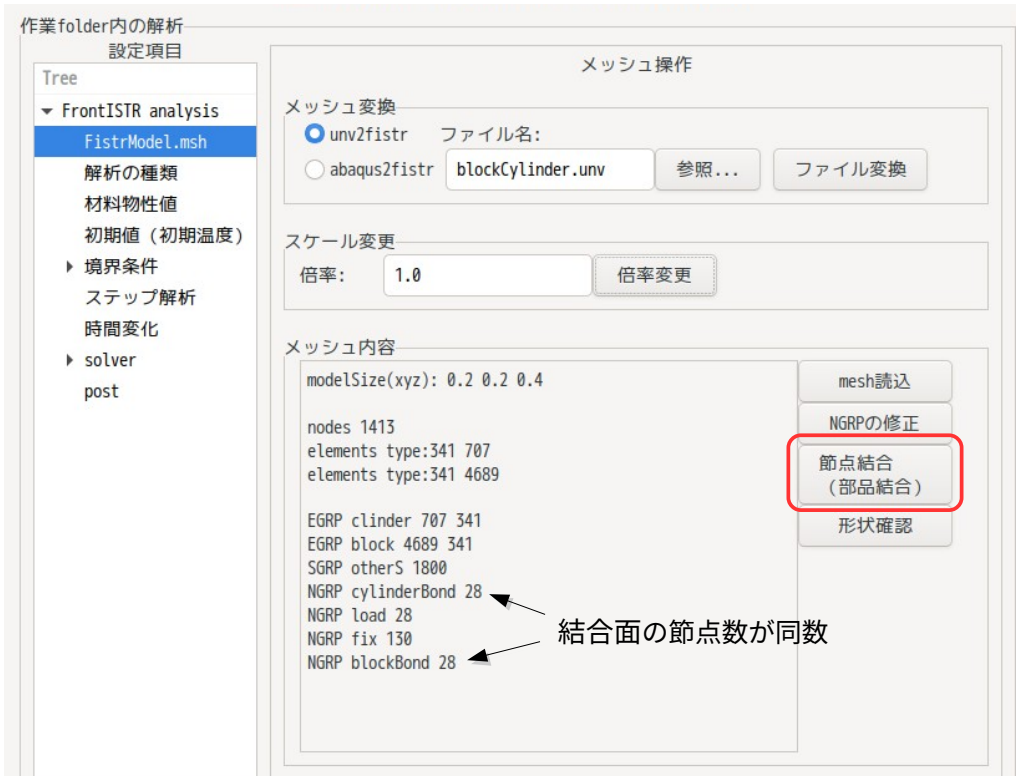 作業folder内の解析
設定項目
Tree
FrontISTR analysis
FistrModel.msh
解析の種類
材料物性値
初期値（初期温度）
境界条件
ステップ解析
時間変化
solver
post
メッシュ操作
メッシュ変換
unv2fistr ファイル名:
abaqus2fistr blockCylinder.unv 参照... ファイル変換
スケール変更
倍率: 1.0 倍率変更
メッシュ内容
modelSize(xyz): 0.2 0.2 0.4
nodes 1413
elements type:341 707
elements type:341 4689
EGRP clinder 707 341
EGRP block 4689 341
SGRP otherS 1800
NGRP cylinderBond 28
NGRP load 28
NGRP fix 130
NGRP blockBond 28
結合面の節点数が同数
mesh読込
NGRPの修正
節点結合
（部品結合）
形状確認